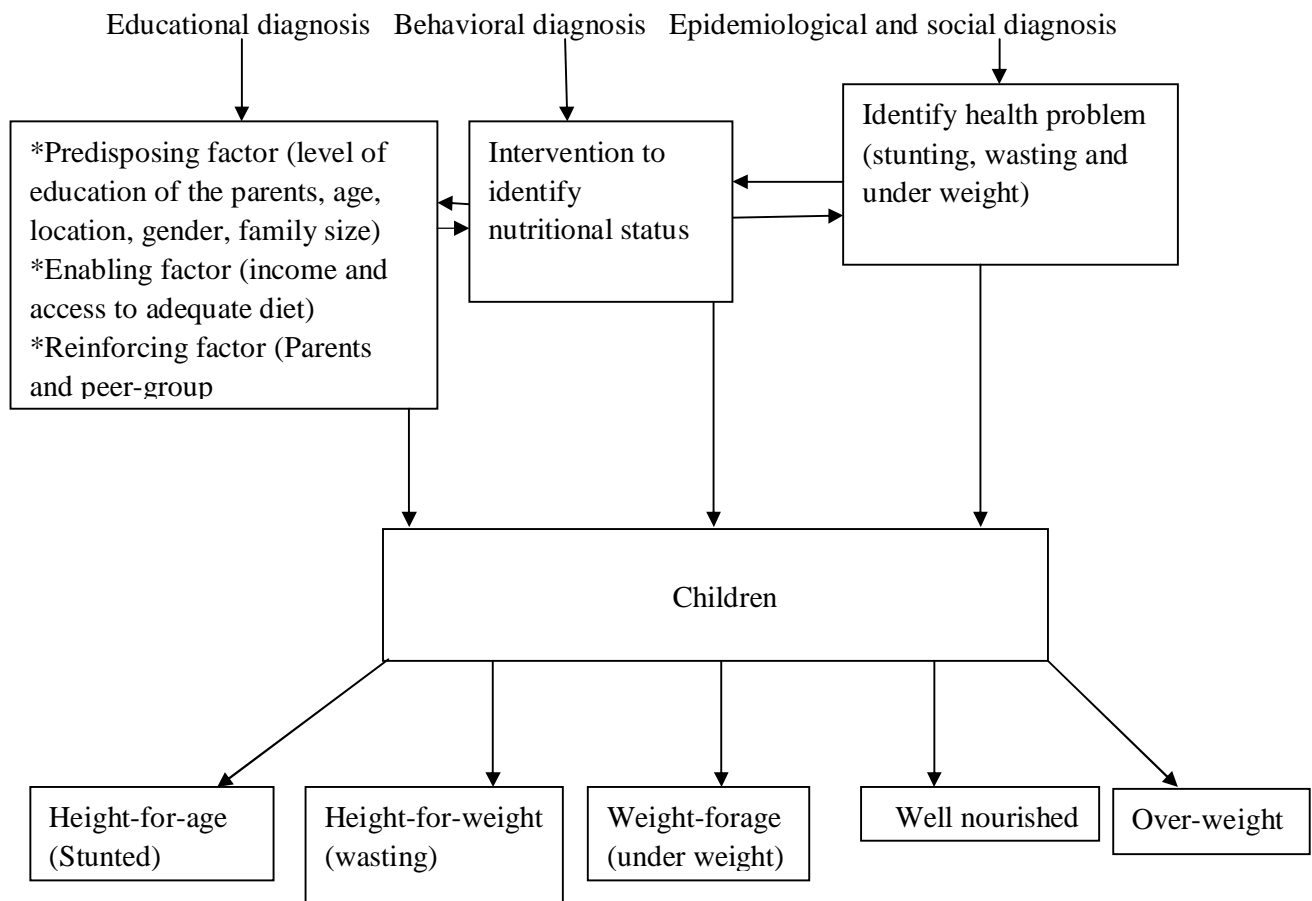 Educational diagnosis
Behavioral diagnosis
Epidemiological and social diagnosis
*Predisposing factor (level of
education of the parents, age,
location, gender, family size)
*Enabling factor (income and
access to adequate diet)
*Reinforcing factor (Parents
and peer-group
Intervention to
identify
nutritional status
Identify health problem
(stunting, wasting and
under weight)
Children
Height-for-age
(Stunted)
Height-for-weight
(wasting)
Weight-forage
(under weight)
Well nourished
Over-weight